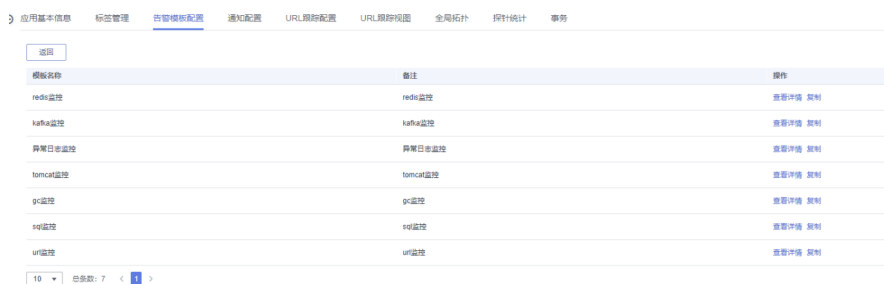 应用基本信息 标签管理 告警模板配置 通知配置 URL跟踪配置 URL跟踪视图 全局拓扑 探针统计 事务
返回
模板名称 备注 操作
redis监控 redis监控 查看详情 复制
kafka监控 kafka监控 查看详情 复制
异常日志监控 异常日志监控 查看详情 复制
tomcat监控 tomcat监控 查看详情 复制
gc监控 gc监控 查看详情 复制
sql监控 sql监控 查看详情 复制
url监控 url监控 查看详情 复制
10 总条数: 7 < 1 >